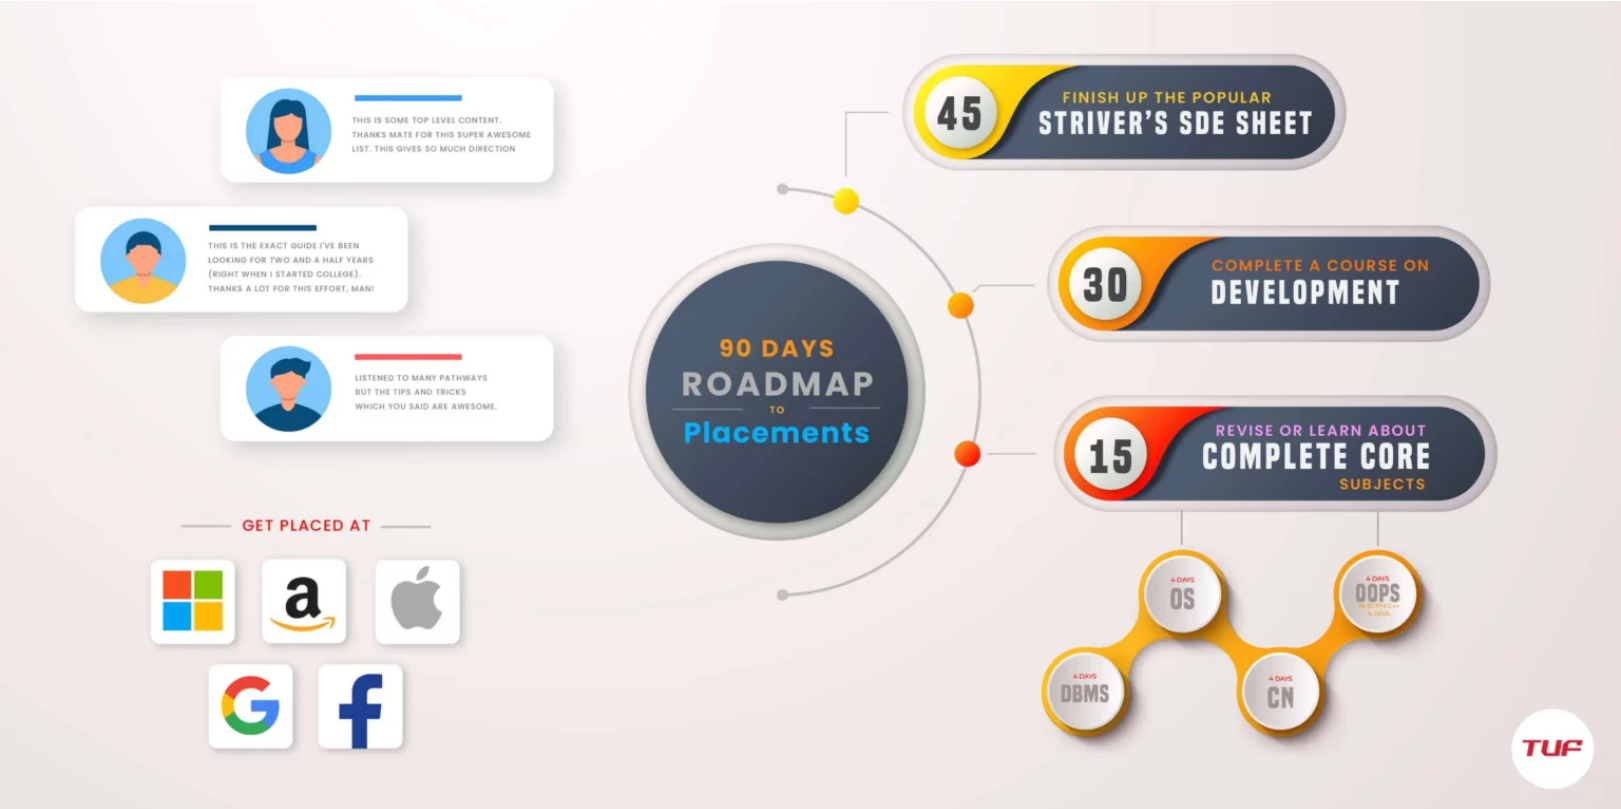 THIS IS SOME TOP LEVEL CONTENT.
THANKS MATE FOR THIS SUPER AWESOME
LIST. THIS GIVES SO MUCH DIRECTION
THIS IS THE EXACT GUIDE I'VE BEEN
LOOKING FOR TWO AND A HALF YEARS
(RIGHT WHEN I STARTED COLLEGE).
THANKS A LOT FOR THIS EFFORT, MAN!
LISTENED TO MANY PATHWAYS
BUT THE TIPS AND TRICKS
WHICH YOU SAID ARE AWESOME.
GET PLACED AT
90 DAYS
ROADMAP
TO
Placements
45
FINISH UP THE POPULAR
STRIVER'S SDE SHEET
30
COMPLETE A COURSE ON
DEVELOPMENT
15
REVISE OR LEARN ABOUT
COMPLETE CORE
SUBJECTS
4 DAYS
DBMS
4 DAYS
OS
4 DAYS
CN
4 DAYS
OOPS
IN BOTH C++
& JAVA
TUF